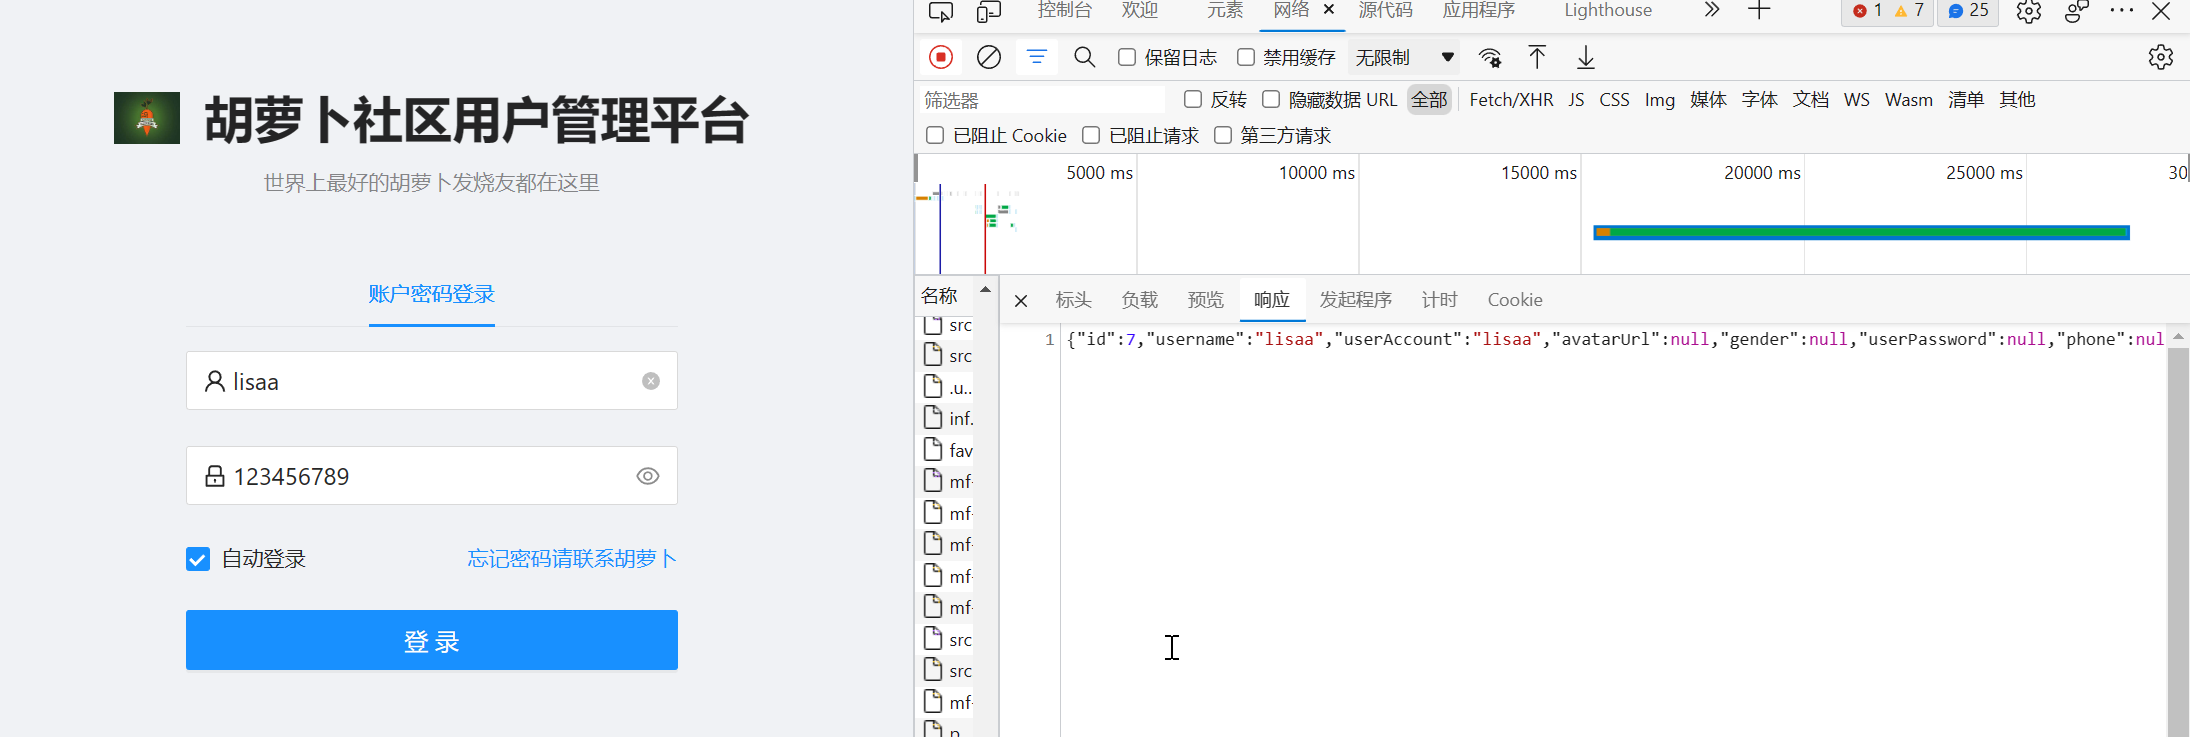 胡萝卜社区用户管理平台
世界上最好的胡萝卜发烧友都在这里
账户密码登录
lisaa
123456789
自动登录 忘记密码请联系胡萝卜
登 录
控制台 欢迎 元素 网络 源代码 应用程序 Lighthouse 1 7 25
保留日志 禁用缓存 无限制
筛选器 反转 隐藏数据 URL 全部 Fetch/XHR JS CSS Img 媒体 字体 文档 WS Wasm 清单 其他
已阻止 Cookie 已阻止请求 第三方请求
5000 ms 10000 ms 15000 ms 20000 ms 25000 ms 30
名称 标头 负载 预览 响应 发起程序 计时 Cookie
1 {"id":7,"username":"lisaa","userAccount":"lisaa","avatarUrl":null,"gender":null,"userPassword":null,"phone":nul
src
src
.u..
inf.
fav
mf-
mf-
mf-
mf-
mf-
src
src
mf-